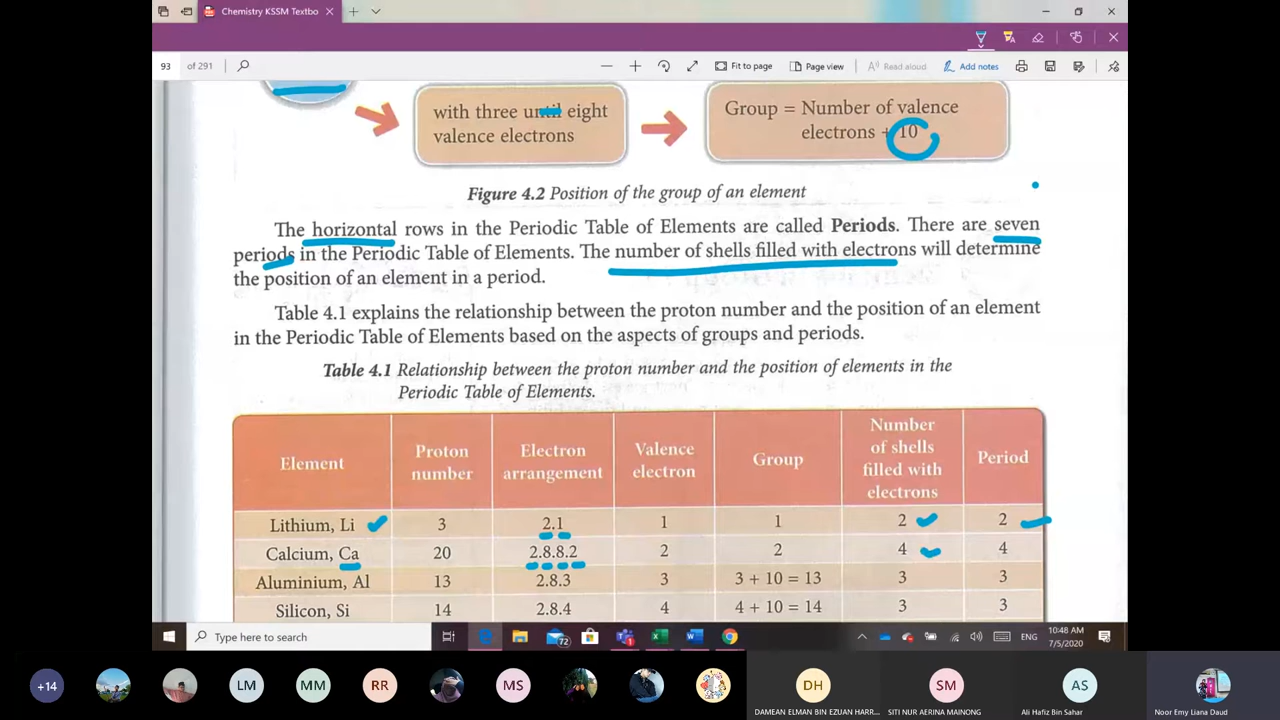 Chemistry KSSM Textbo
93 of 291
Fit to page
Page view
Read aloud
Add notes
with three until eight
valence electrons
Group = Number of valence
electrons + 10
Figure 4.2 Position of the group of an element
The horizontal rows in the Periodic Table of Elements are called Periods. There are seven
periods in the Periodic Table of Elements. The number of shells filled with electrons will determine
the position of an element in a period.
Table 4.1 explains the relationship between the proton number and the position of an element
in the Periodic Table of Elements based on the aspects of groups and periods.
Table 4.1 Relationship between the proton number and the position of elements in the
Periodic Table of Elements.
Element Proton number Electron arrangement Valence electron Group Number of shells filled with electrons Period
Lithium, Li 3 2.1 1 1 2 2
Calcium, Ca 20 2.8.8.2 2 2 4 4
Aluminium, Al 13 2.8.3 3 3 + 10 = 13 3 3
Silicon, Si 14 2.8.4 4 4 + 10 = 14 3 3
Type here to search
72
ENG
10:48 AM
7/5/2020
+14
LM
MM
RR
MS
DH
SM
AS
DAMEAN ELMAN BIN EZUAN HARR...
SITI NUR AERINA MAINONG
Ali Hafiz Bin Sahar
Noor Emy Liana Daud